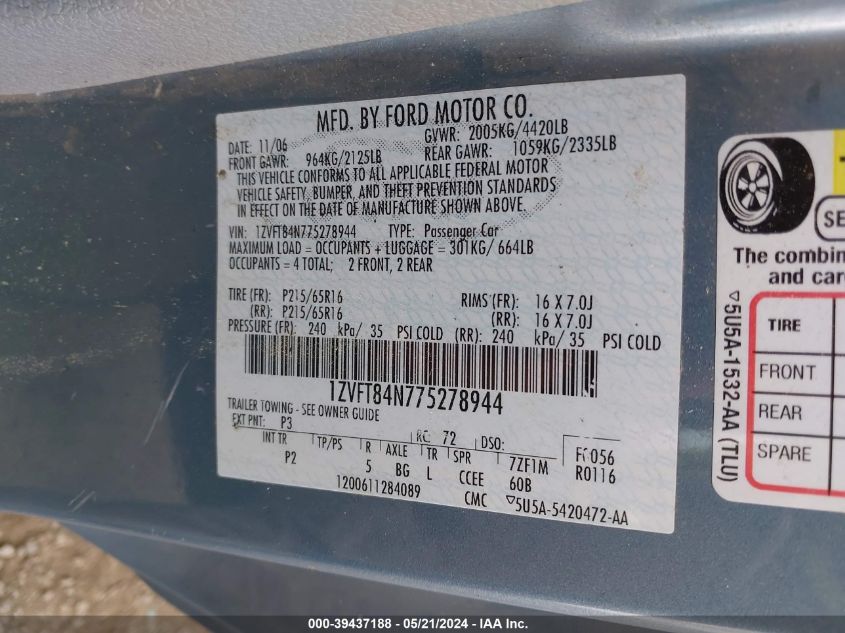 MFD. BY FORD MOTOR CO.
DATE: 11/06 GVWR: 2005KG/4420LB
FRONT GAWR: 964KG/2125LB REAR GAWR: 1059KG/2335LB
THIS VEHICLE CONFORMS TO ALL APPLICABLE FEDERAL MOTOR
VEHICLE SAFETY, BUMPER, AND THEFT PREVENTION STANDARDS
IN EFFECT ON THE DATE OF MANUFACTURE SHOWN ABOVE.
VIN: 1ZVFT84N775278944 TYPE: Passenger Car
MAXIMUM LOAD = OCCUPANTS + LUGGAGE = 301KG/ 664LB
OCCUPANTS = 4 TOTAL; 2 FRONT, 2 REAR
TIRE (FR): P215/65R16 RIMS (FR): 16 X 7.0J
(RR): P215/65R16 (RR): 16 X 7.0J
PRESSURE (FR): 240 kPa/ 35 PSI COLD (RR): 240 kPa/ 35 PSI COLD
1ZVFT84N775278944
TRAILER TOWING - SEE OWNER GUIDE
EXT PNT: P3 RC: 72 DSO:
INT TR TP/PS R AXLE TR SPR 7ZF1M F0056
P2 5 BG L CCEE 60B R0116
1200611284089 CMC ▽5U5A-5420472-AA
The combin
and car
TIRE
FRONT
REAR
SPARE
▽5U5A-1532-AA (TLU)
000-39437188 - 05/21/2024 - IAA Inc.